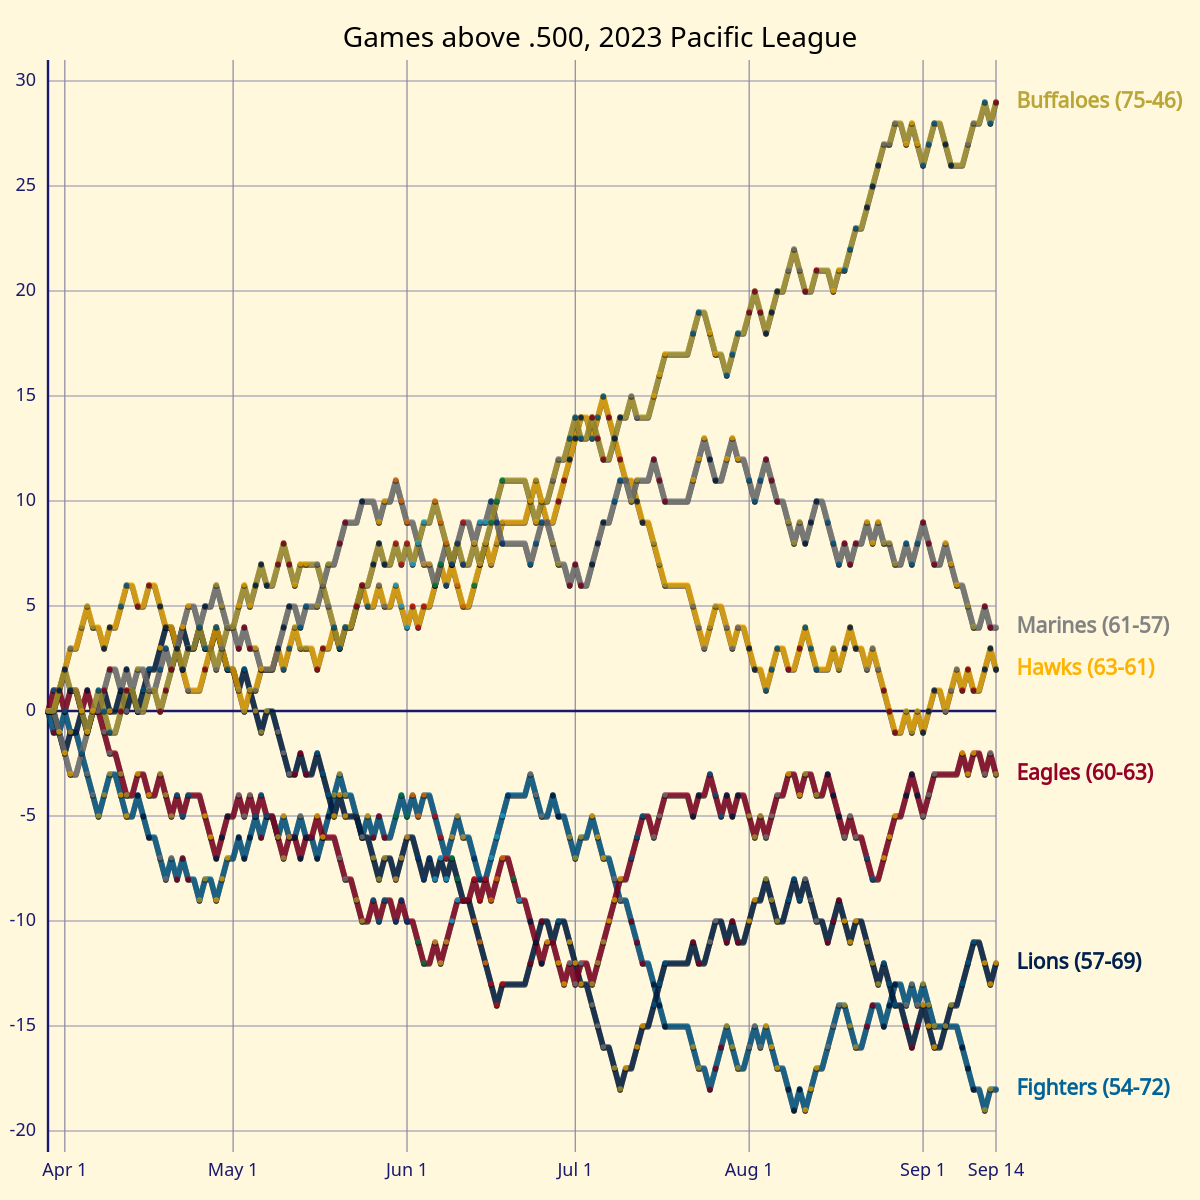 Games above .500, 2023 Pacific League
30
Buffaloes (75-46)
25
20
15
10
5
Marines (61-57)
Hawks (63-61)
0
Eagles (60-63)
-5
-10
Lions (57-69)
-15
Fighters (54-72)
-20
Apr 1 May 1 Jun 1 Jul 1 Aug 1 Sep 1 Sep 14